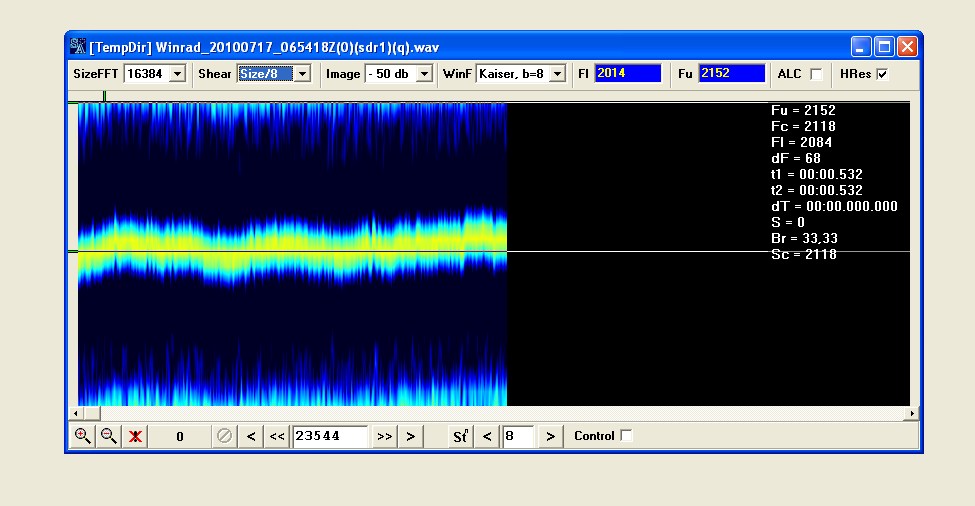 [TempDir] Winrad_20100717_065418Z(0)(sdr1)(q).wav
SizeFFT 16384 Shear Size/8 Image - 50 db WinF Kaiser, b=8 Fl 2014 Fu 2152 ALC HRes
Fu = 2152
Fc = 2118
Fl = 2084
dF = 68
t1 = 00:00.532
t2 = 00:00.532
dT = 00:00.000.000
S = 0
Br = 33,33
Sc = 2118
0 < << 23544 >> > St < 8 > Control